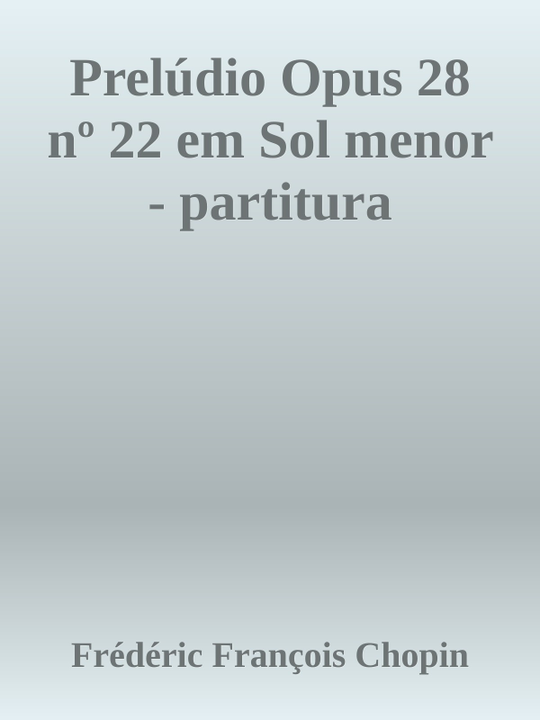 Prelúdio Opus 28
nº 22 em Sol menor
- partitura
Frédéric François Chopin